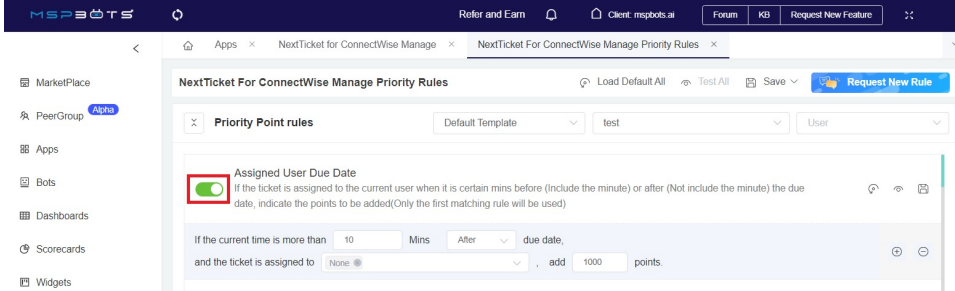 MSPBOTS
Refer and Earn
Client: mspbots.ai
Forum
KB
Request New Feature
Apps ×
NextTicket for ConnectWise Manage ×
NextTicket For ConnectWise Manage Priority Rules ×
MarketPlace
PeerGroup Alpha
Apps
Bots
Dashboards
Scorecards
Widgets
NextTicket For ConnectWise Manage Priority Rules
Load Default All
Test All
Save
Request New Rule
Priority Point rules
Default Template
test
User
Assigned User Due Date
If the ticket is assigned to the current user when it is certain mins before (Include the minute) or after (Not include the minute) the due
date, indicate the points to be added(Only the first matching rule will be used)
If the current time is more than 10 Mins After due date,
and the ticket is assigned to None , add 1000 points.